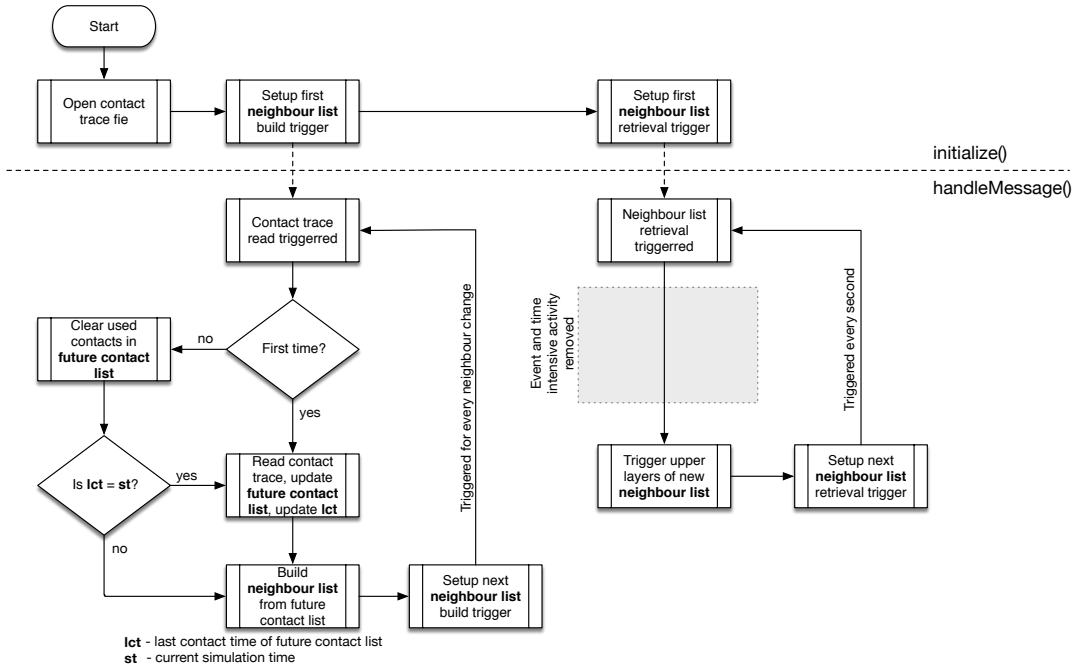 Start
Open contact
trace fie
Setup first
neighbour list
build trigger
Setup first
neighbour list
retrieval trigger
initialize()
handleMessage()
Contact trace
read triggerred
Neighbour list
retrieval
triggerred
First time?
no
yes
Clear used
contacts in
future contact
list
Is lct = st?
yes
no
Read contact
trace, update
future contact
list, update lct
Build
neighbour list
from future
contact list
Setup next
neighbour list
build trigger
Triggered for every neighbour change
Event and time
intensive activity
removed
Trigger upper
layers of new
neighbour list
Setup next
neighbour list
retrieval trigger
Triggered every second
lct - last contact time of future contact list
st - current simulation time